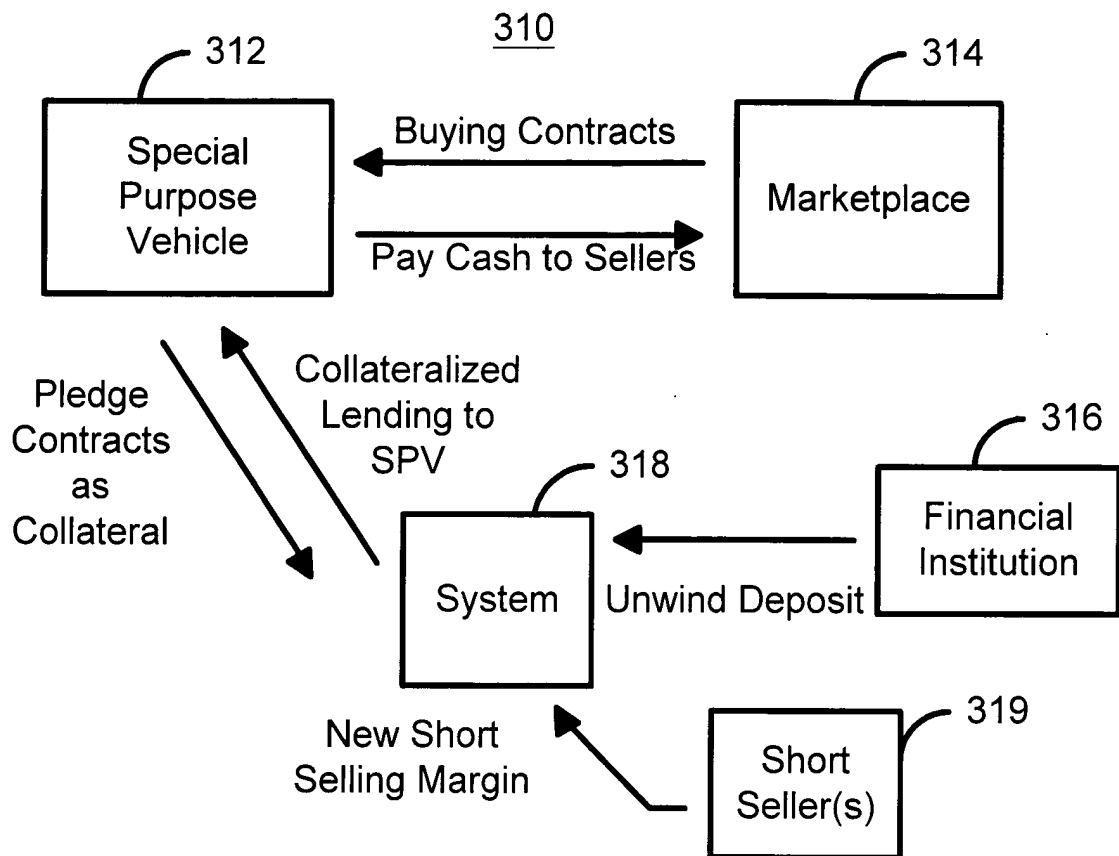 310
312
314
Special
Purpose
Vehicle
Buying Contracts
Pay Cash to Sellers
Marketplace
Pledge
Contracts
as
Collateral
Collateralized
Lending to
SPV
318
316
System
Unwind Deposit
Financial
Institution
New Short
Selling Margin
319
Short
Seller(s)